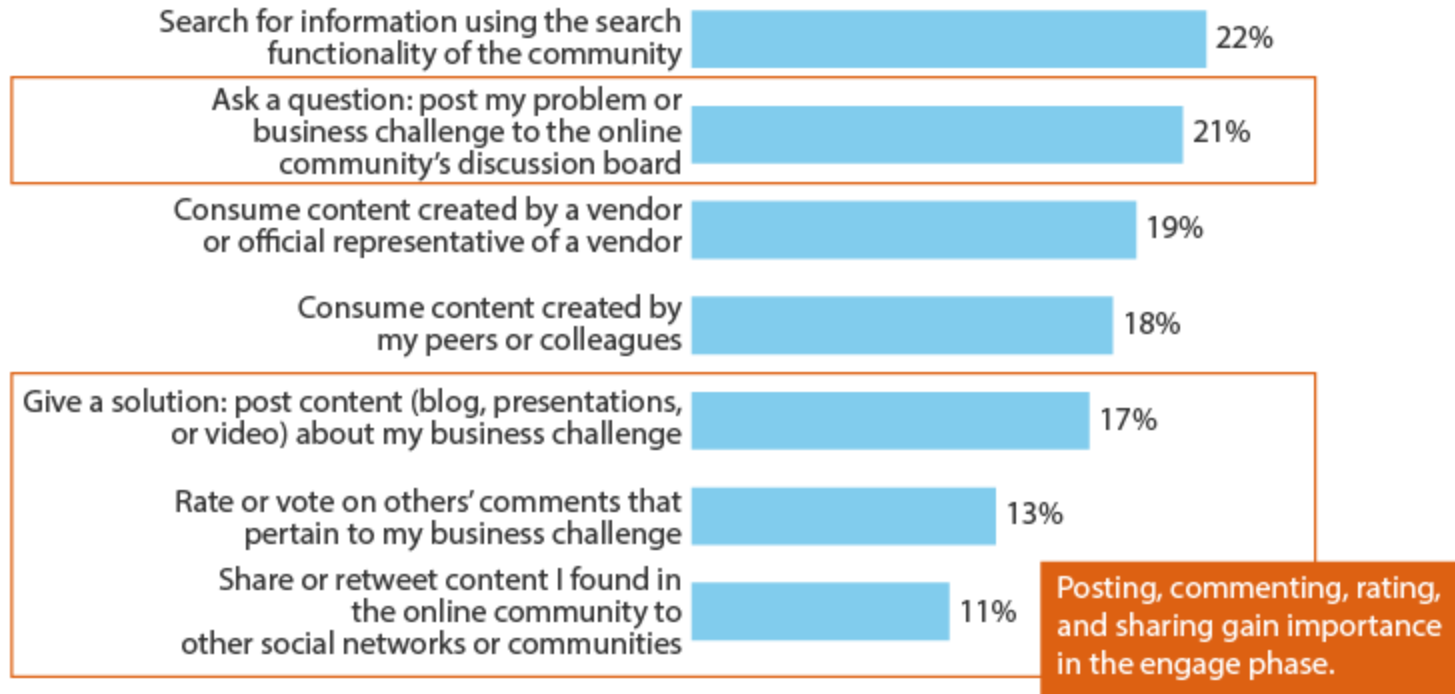 Search for information using the search
functionality of the community
22%
Ask a question: post my problem or
business challenge to the online
community’s discussion board
21%
Consume content created by a vendor
or official representative of a vendor
19%
Consume content created by
my peers or colleagues
18%
Give a solution: post content (blog, presentations,
or video) about my business challenge
17%
Rate or vote on others’ comments that
pertain to my business challenge
13%
Share or retweet content I found in
the online community to
other social networks or communities
11%
Posting, commenting, rating,
and sharing gain importance
in the engage phase.